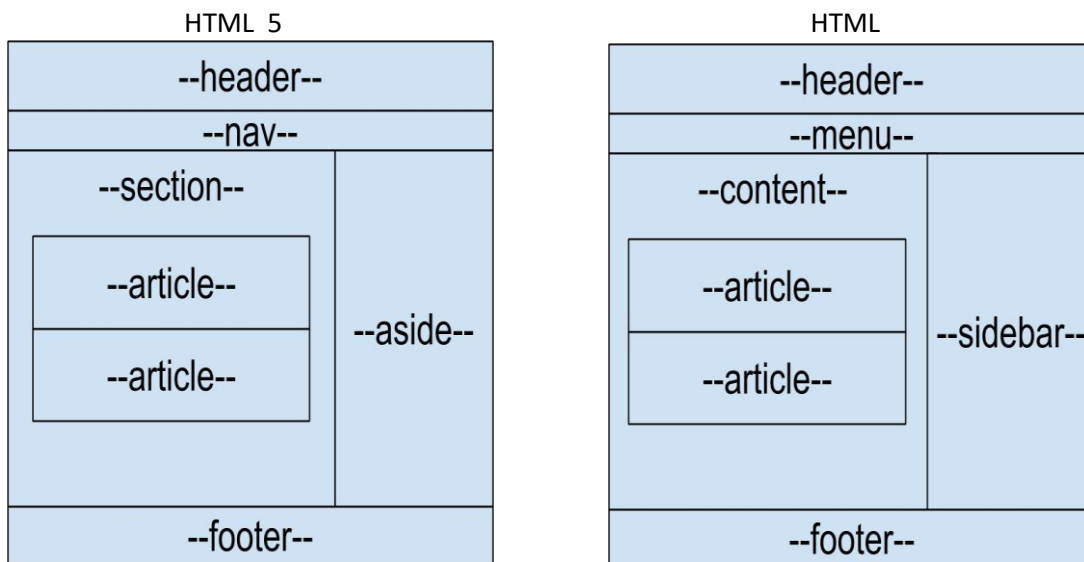 HTML 5
--header--
--nav--
--section--
--article--
--article--
--aside--
--footer--
HTML
--header--
--menu--
--content--
--article--
--article--
--sidebar--
--footer--